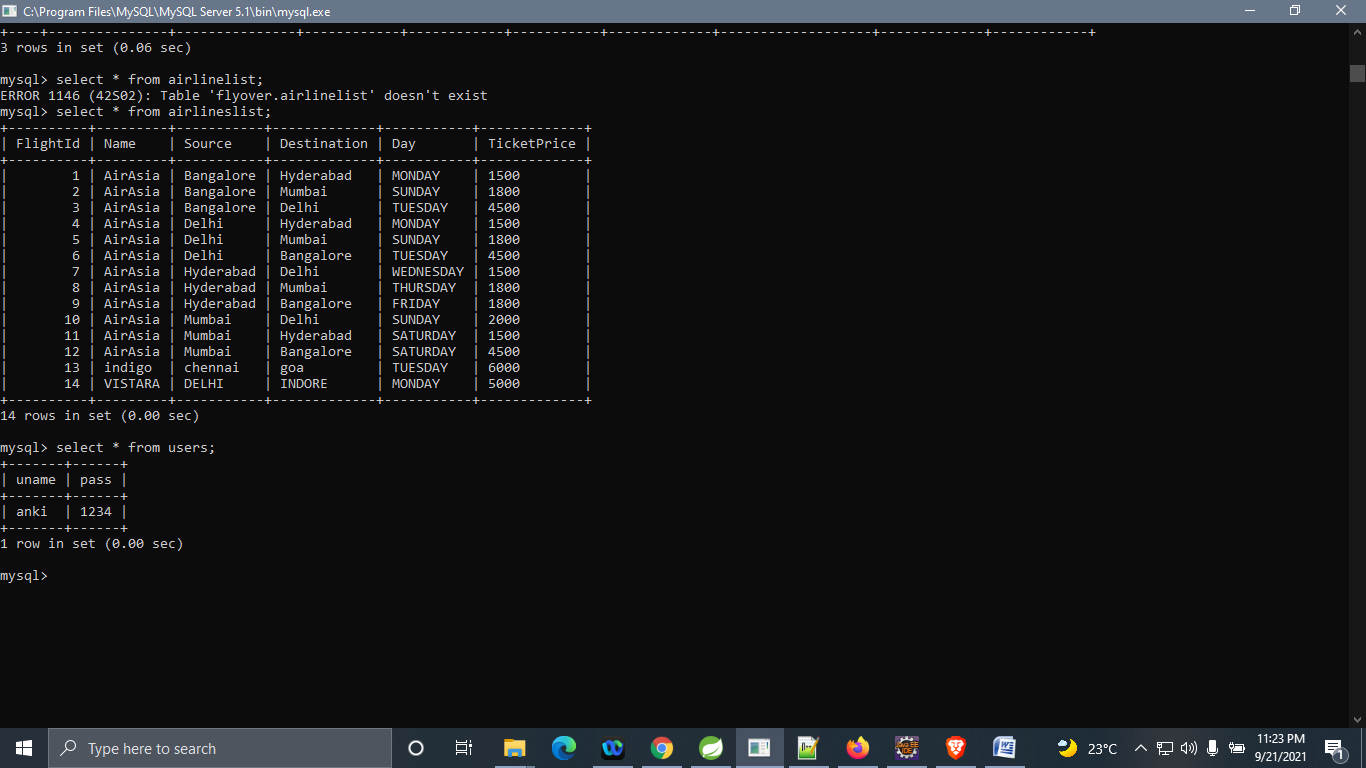 C:\Program Files\MySQL\MySQL Server 5.1\bin\mysql.exe
+----+---------------+---------------+------------+------------+-----------+-------------+-------------------+-------------+------------+
3 rows in set (0.06 sec)
mysql> select * from airlinelist;
ERROR 1146 (42S02): Table 'flyover.airlinelist' doesn't exist
mysql> select * from airlineslist;
+----------+---------+-----------+-------------+-----------+-------------+
| FlightId | Name    | Source    | Destination | Day       | TicketPrice |
+----------+---------+-----------+-------------+-----------+-------------+
|        1 | AirAsia | Bangalore | Hyderabad   | MONDAY    | 1500        |
|        2 | AirAsia | Bangalore | Mumbai      | SUNDAY    | 1800        |
|        3 | AirAsia | Bangalore | Delhi       | TUESDAY   | 4500        |
|        4 | AirAsia | Delhi     | Hyderabad   | MONDAY    | 1500        |
|        5 | AirAsia | Delhi     | Mumbai      | SUNDAY    | 1800        |
|        6 | AirAsia | Delhi     | Bangalore   | TUESDAY   | 4500        |
|        7 | AirAsia | Hyderabad | Delhi       | WEDNESDAY | 1500        |
|        8 | AirAsia | Hyderabad | Mumbai      | THURSDAY  | 1800        |
|        9 | AirAsia | Hyderabad | Bangalore   | FRIDAY    | 1800        |
|       10 | AirAsia | Mumbai    | Delhi       | SUNDAY    | 2000        |
|       11 | AirAsia | Mumbai    | Hyderabad   | SATURDAY  | 1500        |
|       12 | AirAsia | Mumbai    | Bangalore   | SATURDAY  | 4500        |
|       13 | indigo  | chennai   | goa         | TUESDAY   | 6000        |
|       14 | VISTARA | DELHI     | INDORE      | MONDAY    | 5000        |
+----------+---------+-----------+-------------+-----------+-------------+
14 rows in set (0.00 sec)
mysql> select * from users;
+-------+------+
| uname | pass |
+-------+------+
| anki  | 1234 |
+-------+------+
1 row in set (0.00 sec)
mysql>
Type here to search
23°C
11:23 PM
9/21/2021
1